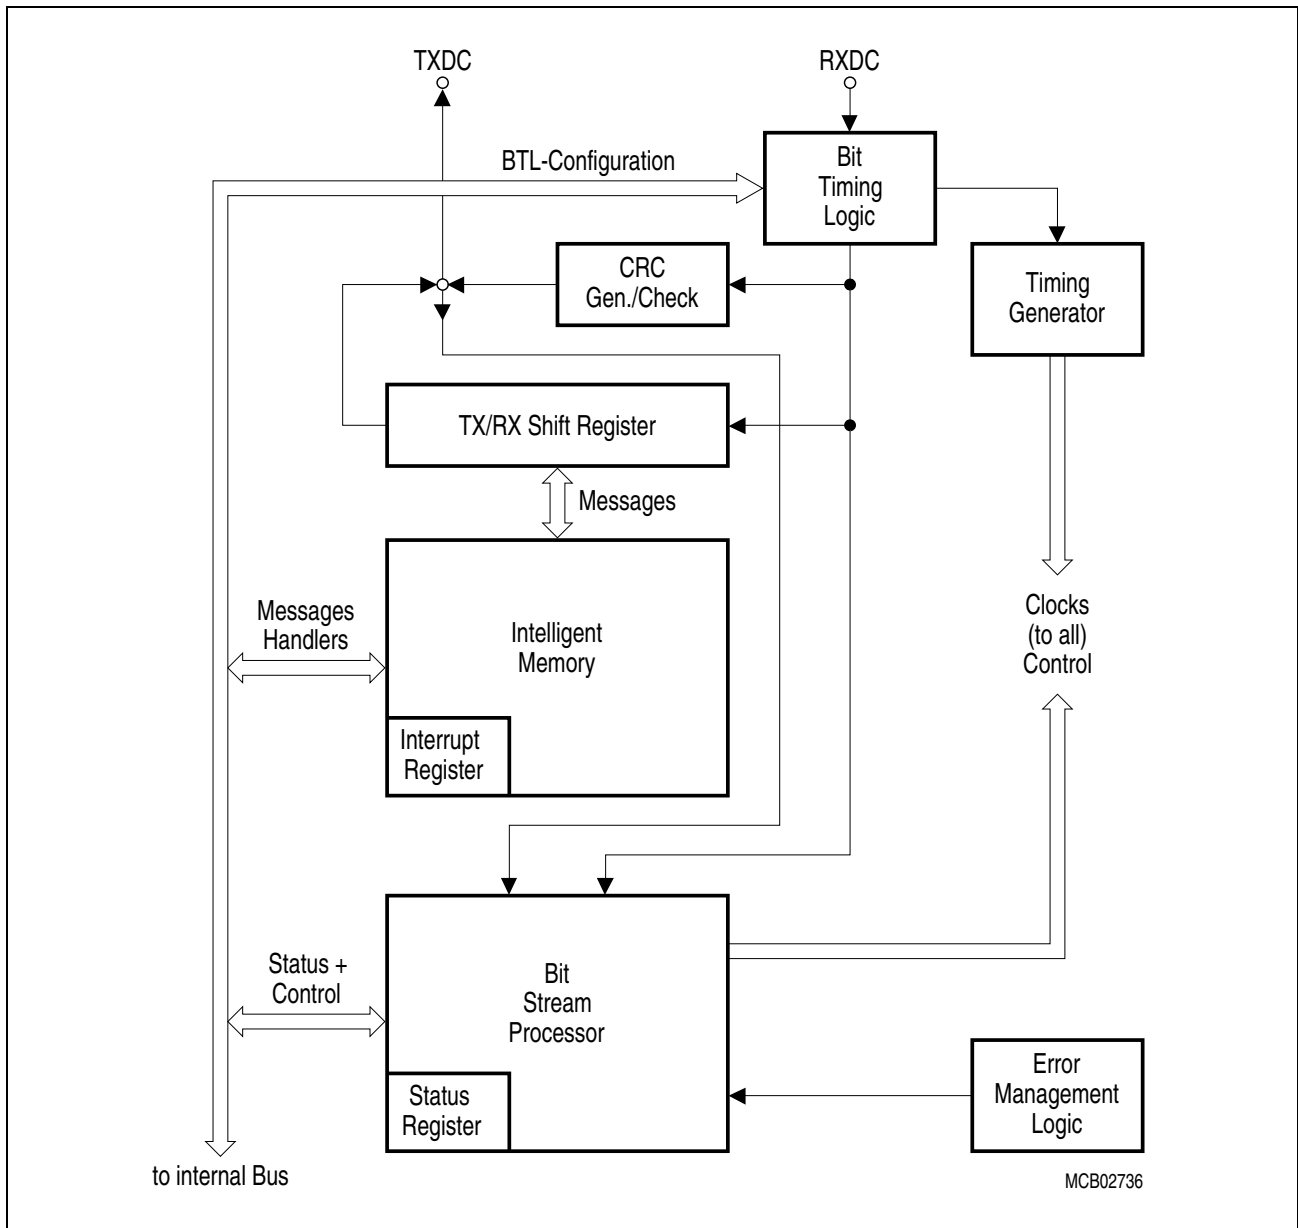 TXDC
RXDC
BTL-Configuration
Bit
Timing
Logic
CRC
Gen./Check
Timing
Generator
TX/RX Shift Register
Messages
Messages
Handlers
Intelligent
Memory
Clocks
(to all)
Control
Interrupt
Register
Status +
Control
Bit
Stream
Processor
Status
Register
Error
Management
Logic
to internal Bus
MCB02736